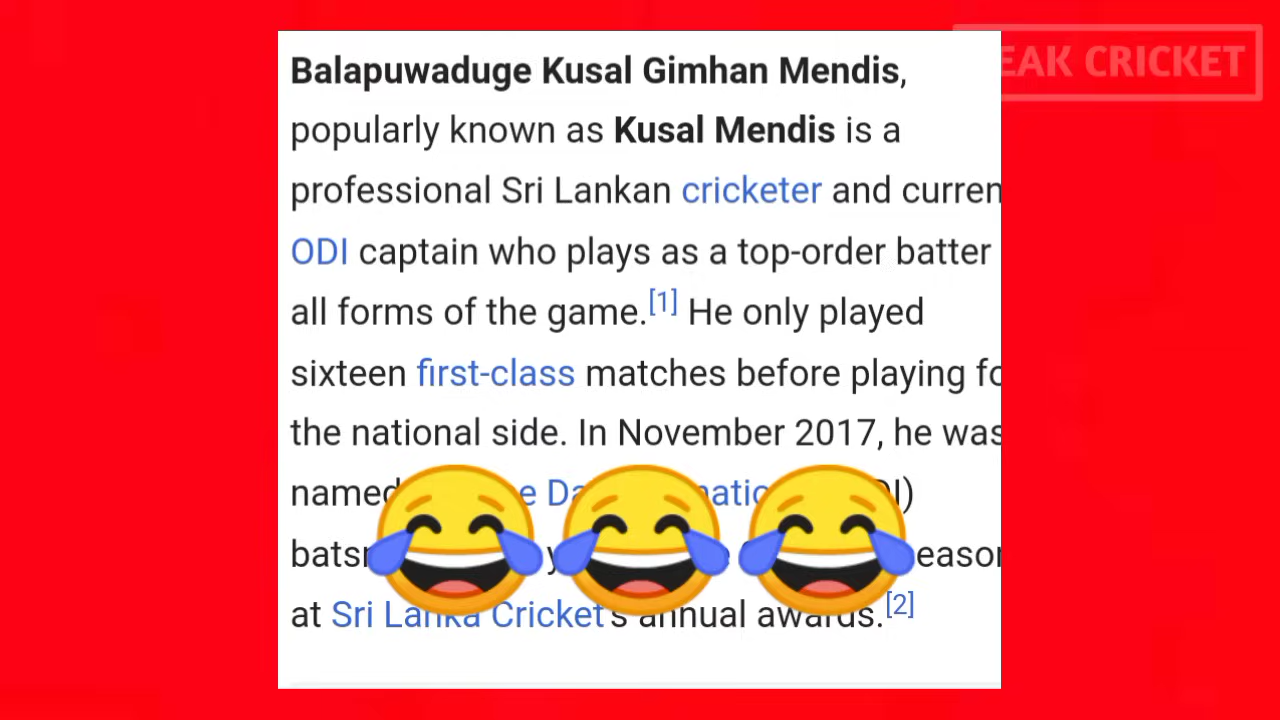 EAK CRICKET
Balapuwaduge Kusal Gimhan Mendis,
popularly known as Kusal Mendis is a
professional Sri Lankan cricketer and curren
ODI captain who plays as a top-order batter
all forms of the game.[1] He only played
sixteen first-class matches before playing fo
the national side. In November 2017, he was
named
at Sri Lanka Cricket's annual awards.[2]